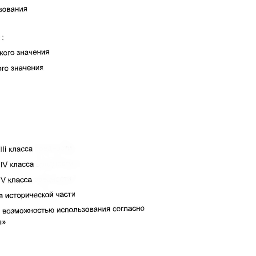 зования
:
кого значения
ого значения
III класса
IV класса
V класса
в исторической части
возможностью использования согласно
»